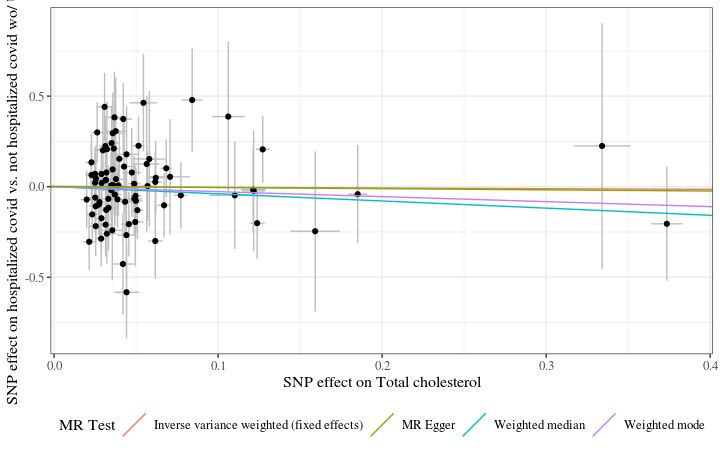 SNP effect on hospitalized covid vs. not hospitalized covid wo/
0.5
0.0
-0.5
0.0
0.1
0.2
0.3
0.4
SNP effect on Total cholesterol
MR Test
Inverse variance weighted (fixed effects)
MR Egger
Weighted median
Weighted mode